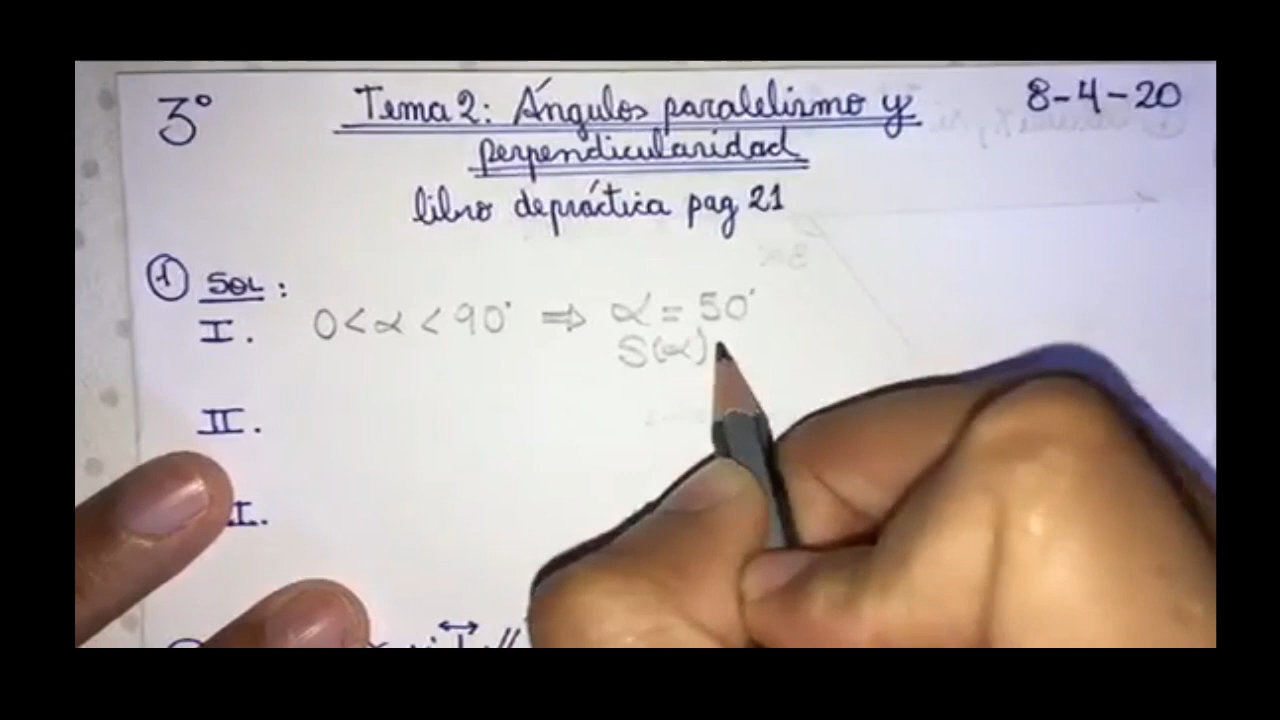 3° Tema 2: Ángulos paralelismo y 8-4-20
perpendicularidad
libro de práctica pag 21
1 SOL:
I. 0 < α < 90° ⇒ α = 50°
S(α)
II.
I.